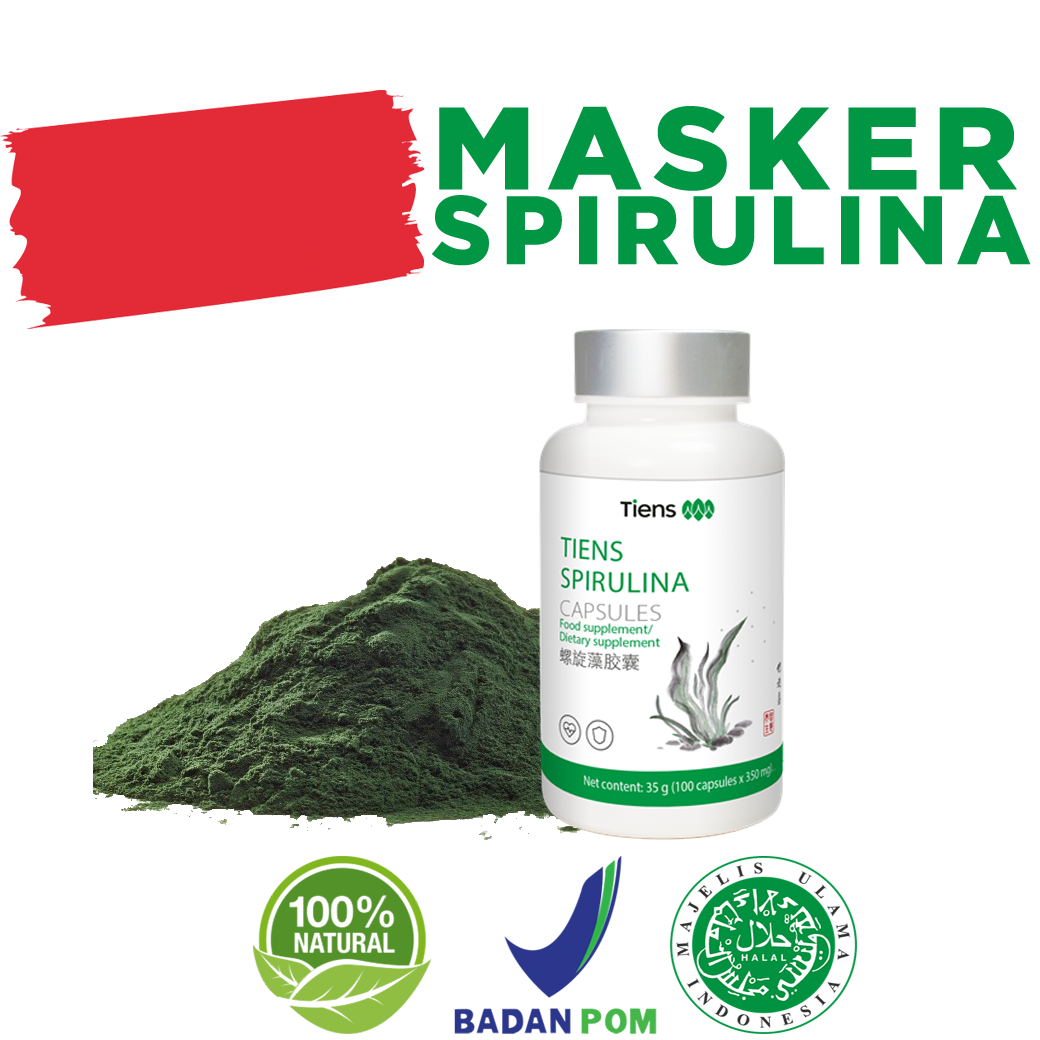 MASKER
SPIRULINA
Tiens
TIENS
SPIRULINA
CAPSULES
Food supplement/
Dietary supplement
螺旋藻胶囊
Net content: 35 g (100 capsules x 350 mg)
100%
NATURAL
BADAN POM
MAJELIS ULAMA
حلال
HALAL
INDONESIA